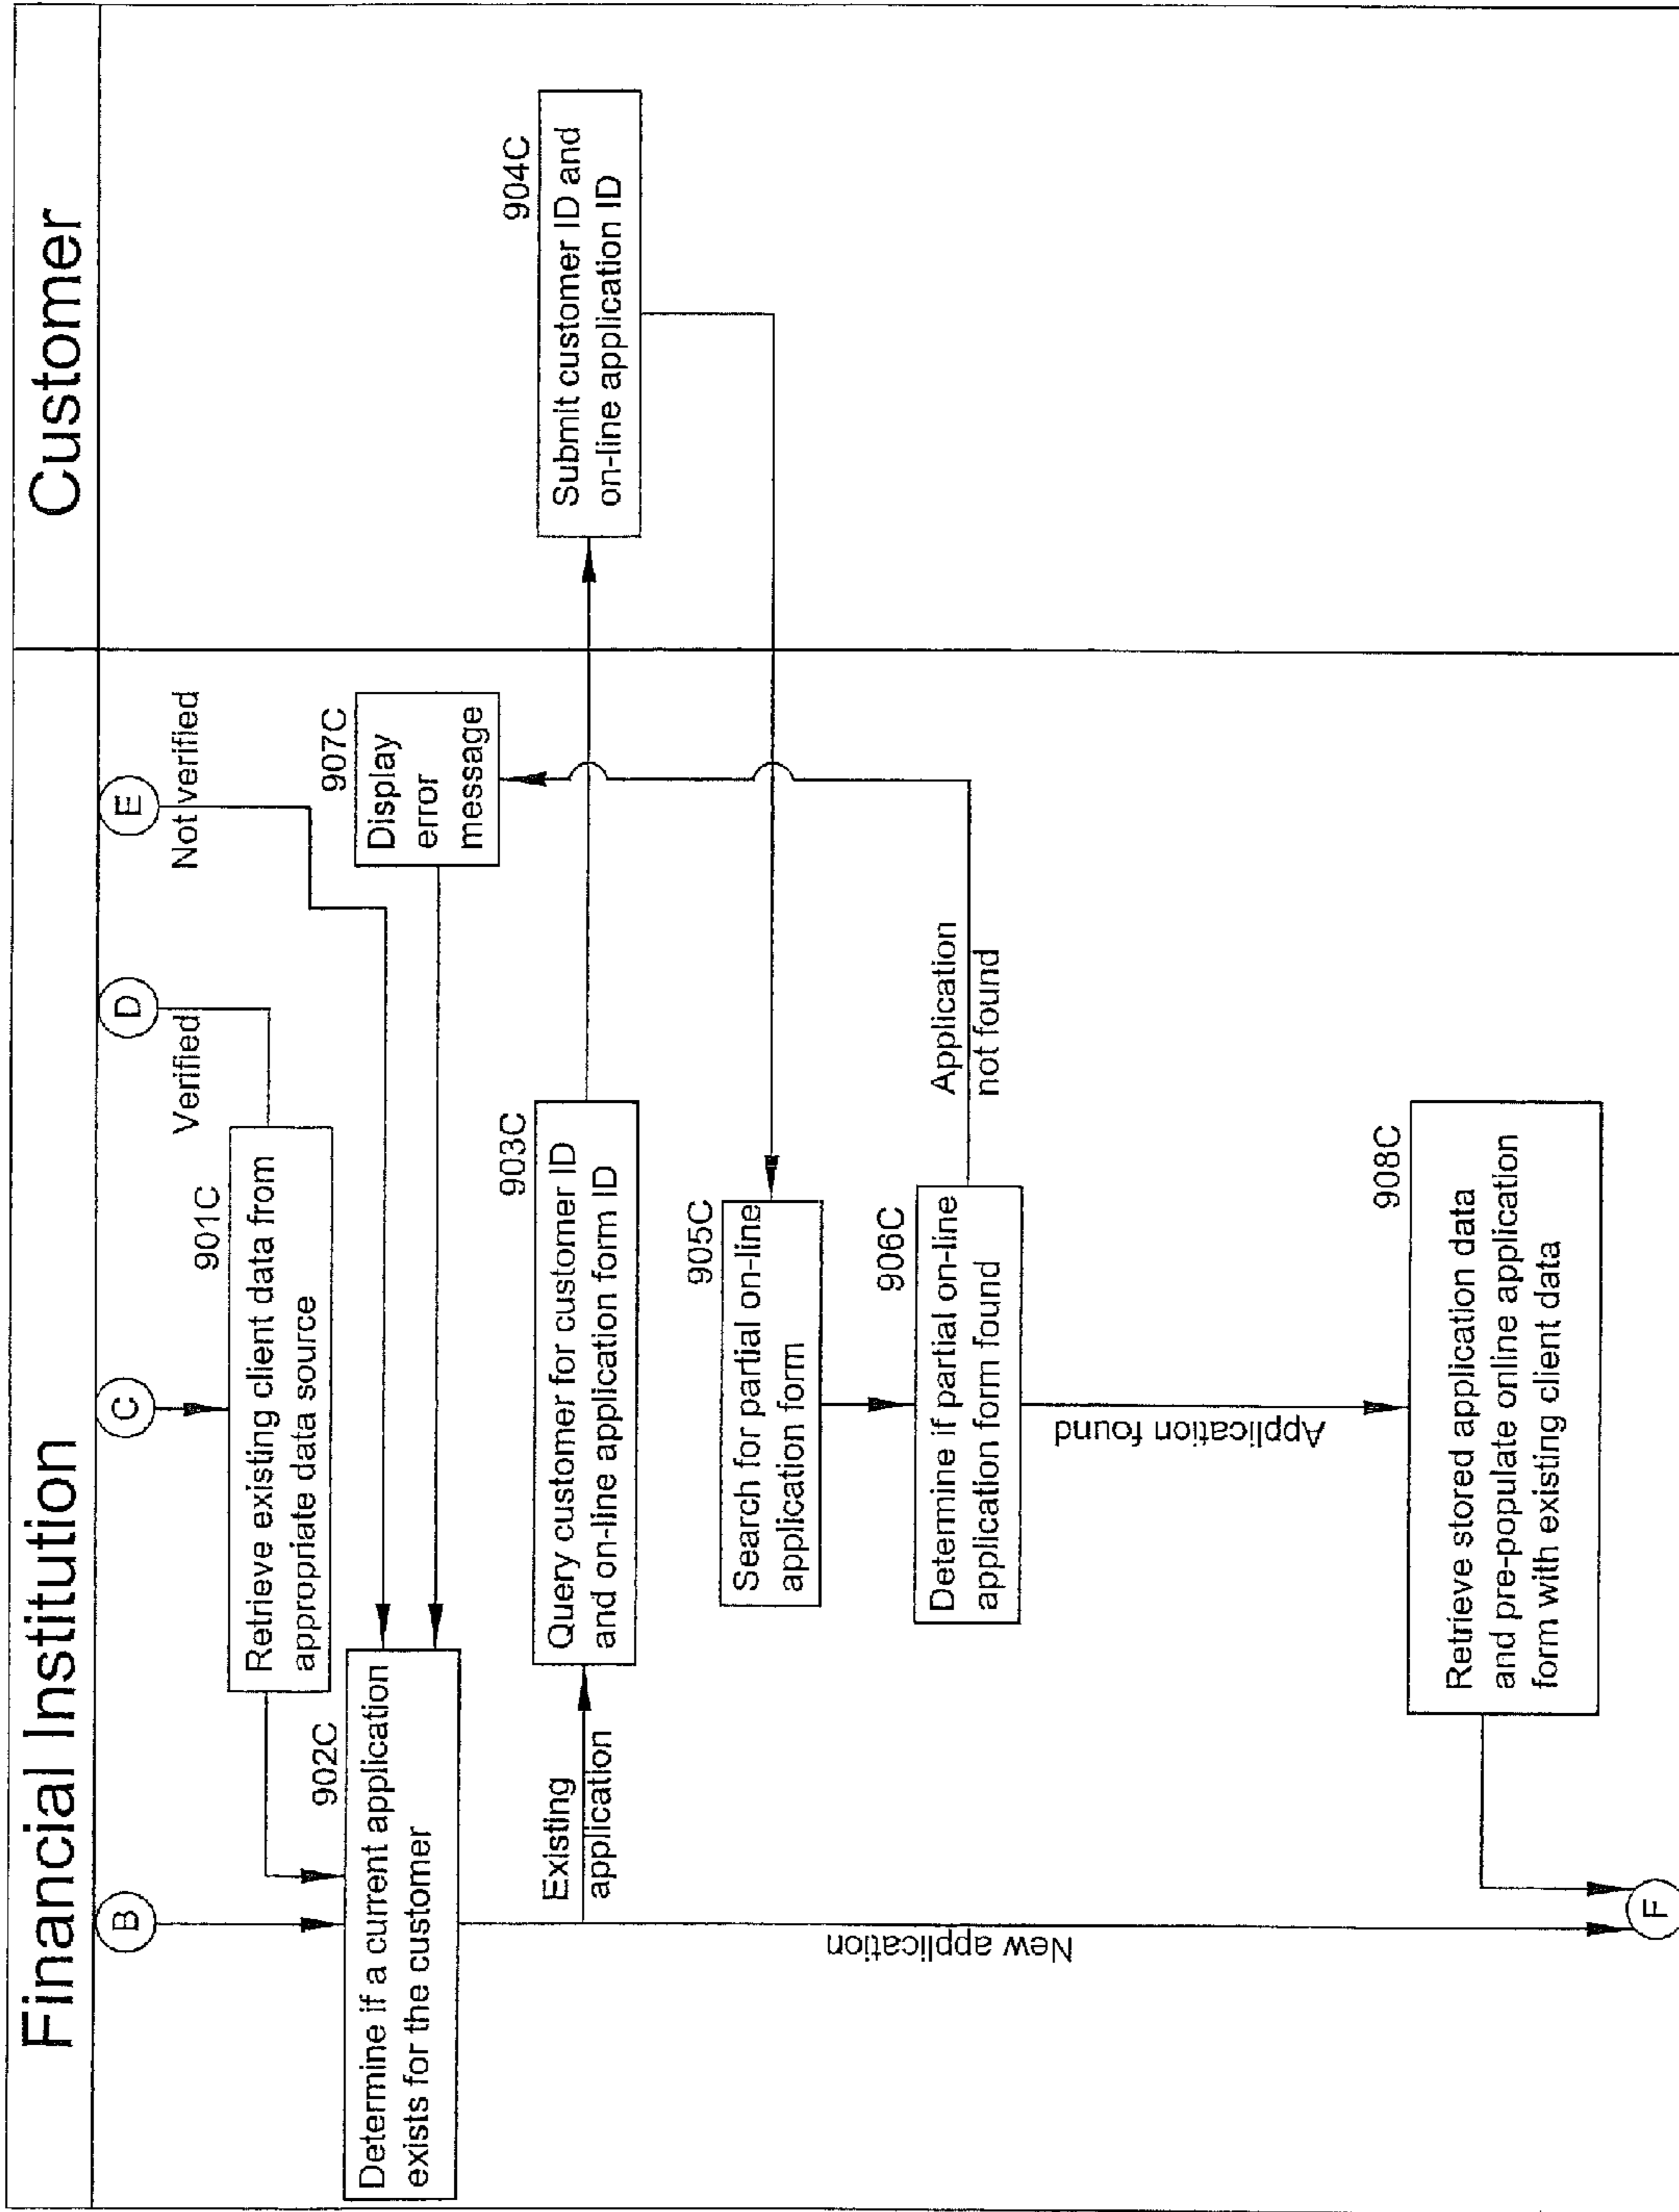 Financial Institution
Customer
B
C
D
E
Verified
Not verified
901C
Retrieve existing client data from
appropriate data source
902C
Determine if a current application
exists for the customer
907C
Display
error
message
Existing
application
903C
Query customer for customer ID
and on-line application form ID
904C
Submit customer ID and
on-line application ID
905C
Search for partial on-line
application form
906C
Determine if partial on-line
application form found
Application
not found
Application found
New application
908C
Retrieve stored application data
and pre-populate online application
form with existing client data
F